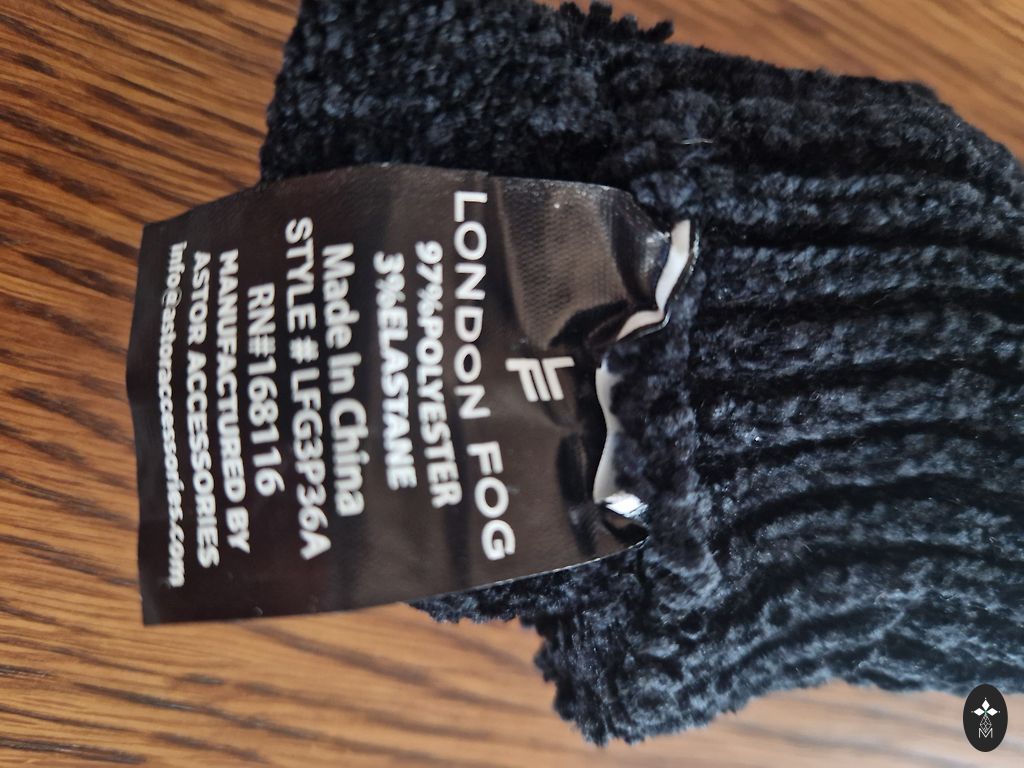 LF
LONDON FOG
97%POLYESTER
3%ELASTANE
Made In China
STYLE # LFG3P36A
RN#168116
MANUFACTURED BY
ASTOR ACCESSORIES
info@astoraccessories.com
M